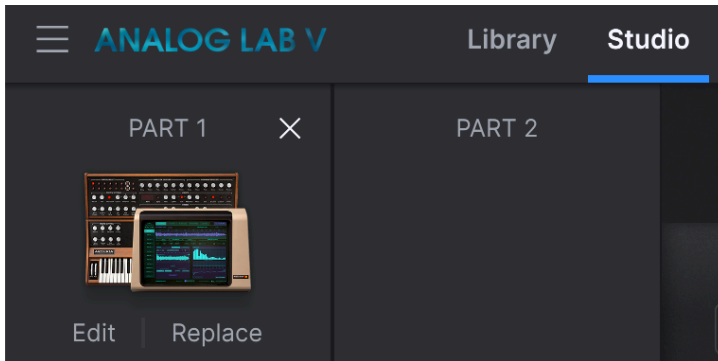 ANALOG LAB V
Library
Studio
PART 1
PART 2
Edit
Replace